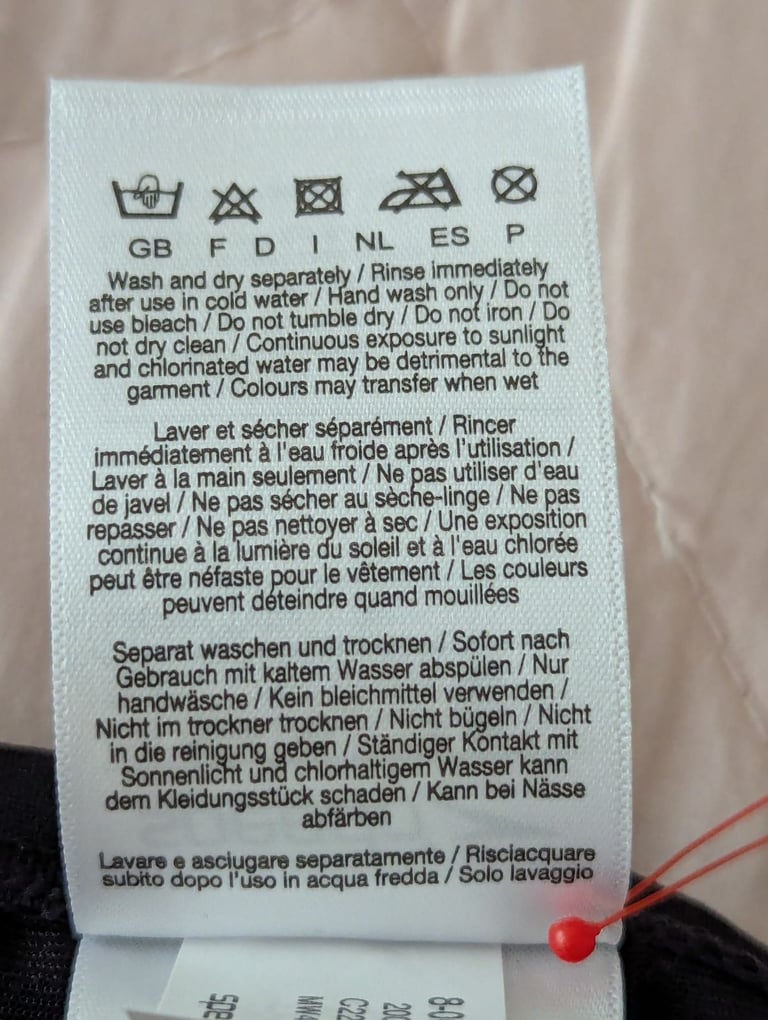 GB F D I NL ES P
Wash and dry separately / Rinse immediately
after use in cold water / Hand wash only / Do not
use bleach / Do not tumble dry / Do not iron / Do
not dry clean / Continuous exposure to sunlight
and chlorinated water may be detrimental to the
garment / Colours may transfer when wet
Laver et sécher séparément / Rincer
immédiatement à l'eau froide après l'utilisation /
Laver à la main seulement / Ne pas utiliser d'eau
de javel / Ne pas sécher au sèche-linge / Ne pas
repasser / Ne pas nettoyer à sec / Une exposition
continue à la lumière du soleil et à l'eau chlorée
peut être néfaste pour le vêtement / Les couleurs
peuvent déteindre quand mouillées
Separat waschen und trocknen / Sofort nach
Gebrauch mit kaltem Wasser abspülen / Nur
handwäsche / Kein bleichmittel verwenden /
Nicht im trockner trocknen / Nicht bügeln / Nicht
in die reinigung geben / Ständiger Kontakt mit
Sonnenlicht und chlorhaltigem Wasser kann
dem Kleidungsstück schaden / Kann bei Nässe
abfärben
Lavare e asciugare separatamente / Risciacquare
subito dopo l'uso in acqua fredda / Solo lavaggio